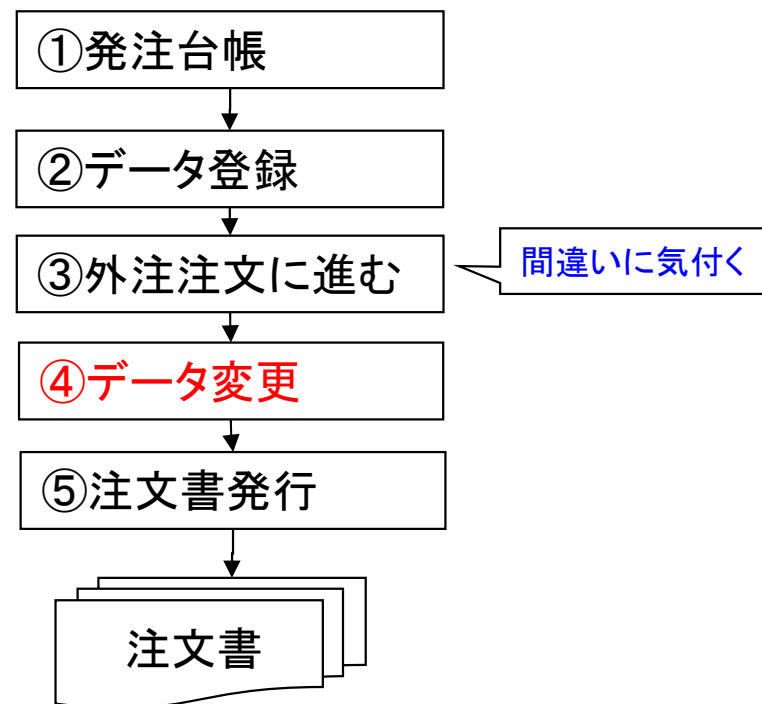 ①発注台帳
②データ登録
③外注注文に進む
間違いに気付く
④データ変更
⑤注文書発行
注文書